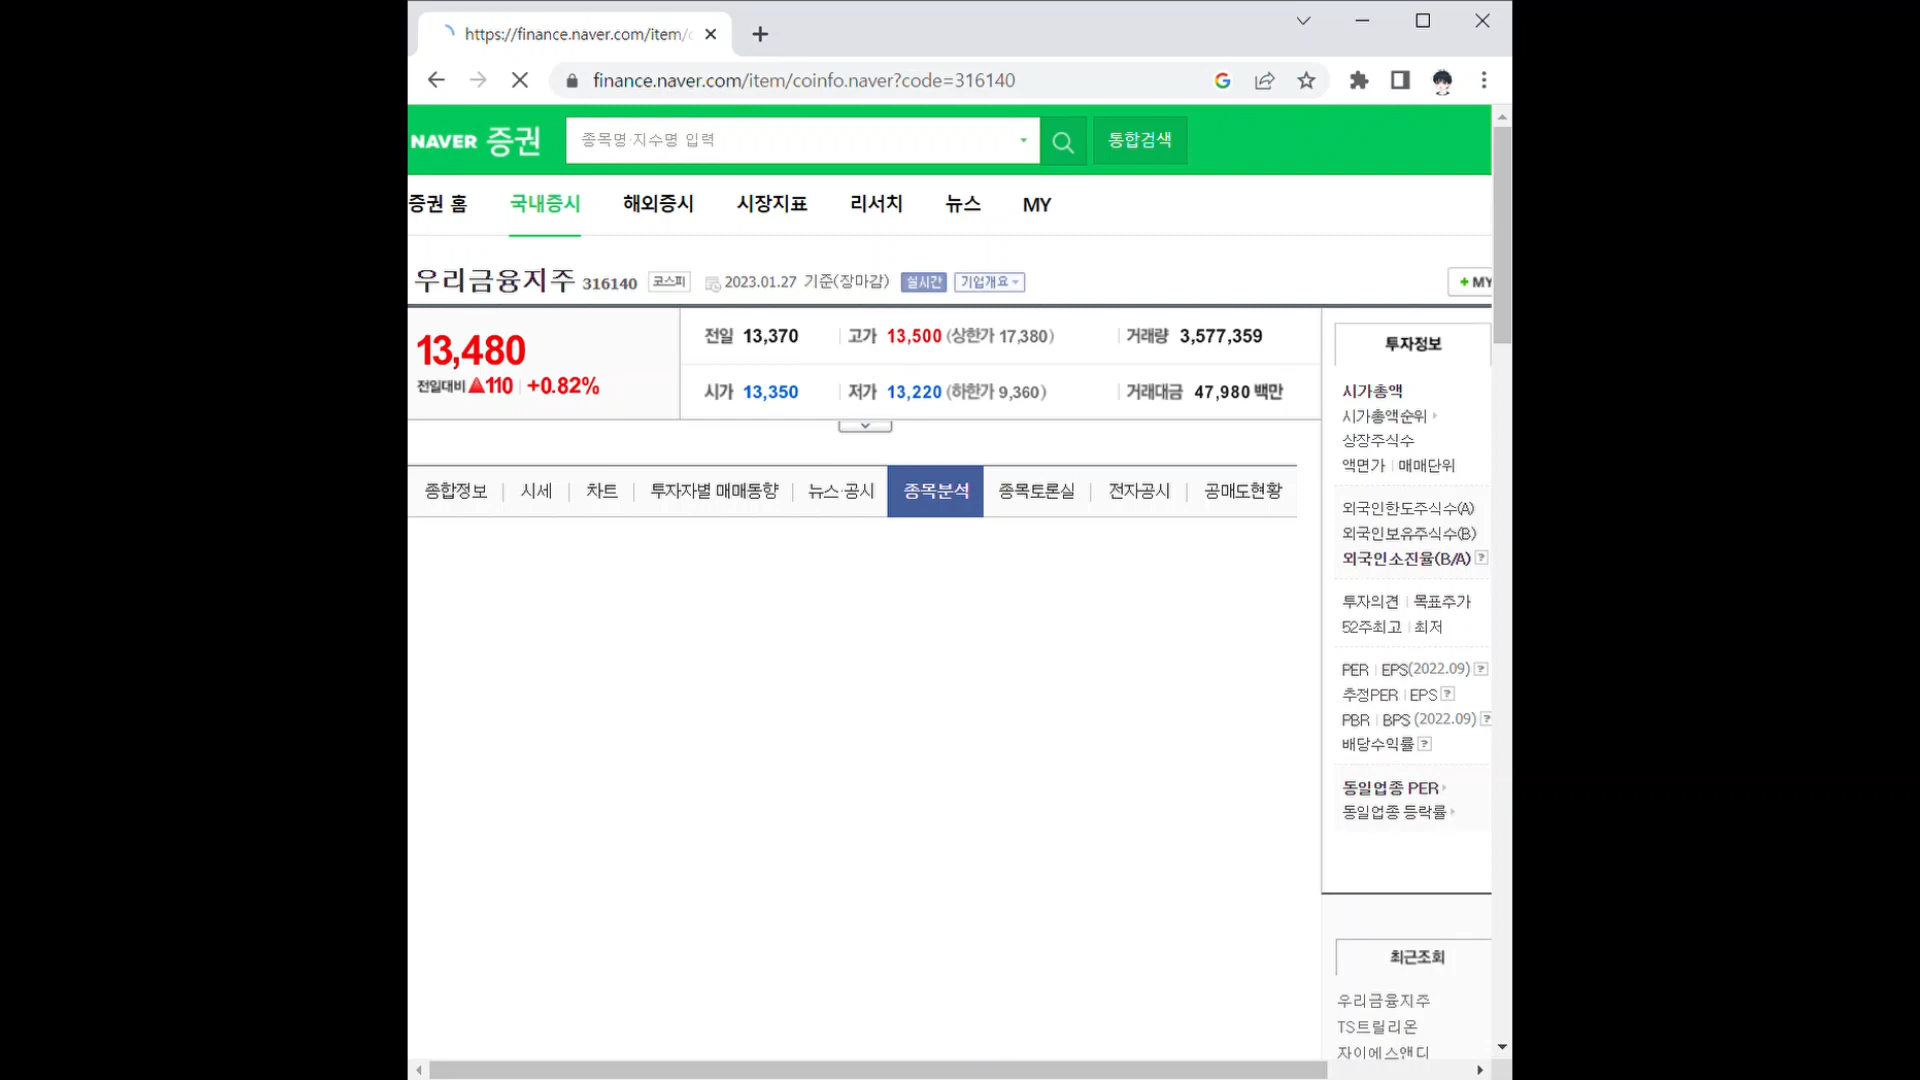 https://finance.naver.com/item/c
finance.naver.com/item/coinfo.naver?code=316140
NAVER 증권
종목명·지수명 입력
통합검색
증권 홈 국내증시 해외증시 시장지표 리서치 뉴스 MY
우리금융지주 316140 코스피 2023.01.27 기준(장마감) 실시간 기업개요
+ MY
13,480
전일대비 ▲110 +0.82%
전일 13,370 고가 13,500 (상한가 17,380) 거래량 3,577,359
시가 13,350 저가 13,220 (하한가 9,360) 거래대금 47,980 백만
종합정보 시세 차트 투자자별 매매동향 뉴스·공시 종목분석 종목토론실 전자공시 공매도현황
투자정보
시가총액
시가총액순위
상장주식수
액면가 매매단위
외국인한도주식수(A)
외국인보유주식수(B)
외국인소진율(B/A) ?
투자의견 목표주가
52주최고 최저
PER EPS(2022.09) ?
추정PER EPS ?
PBR BPS (2022.09) ?
배당수익률 ?
동일업종 PER
동일업종 등락률
최근조회
우리금융지주
TS트릴리온
자이에스앤디